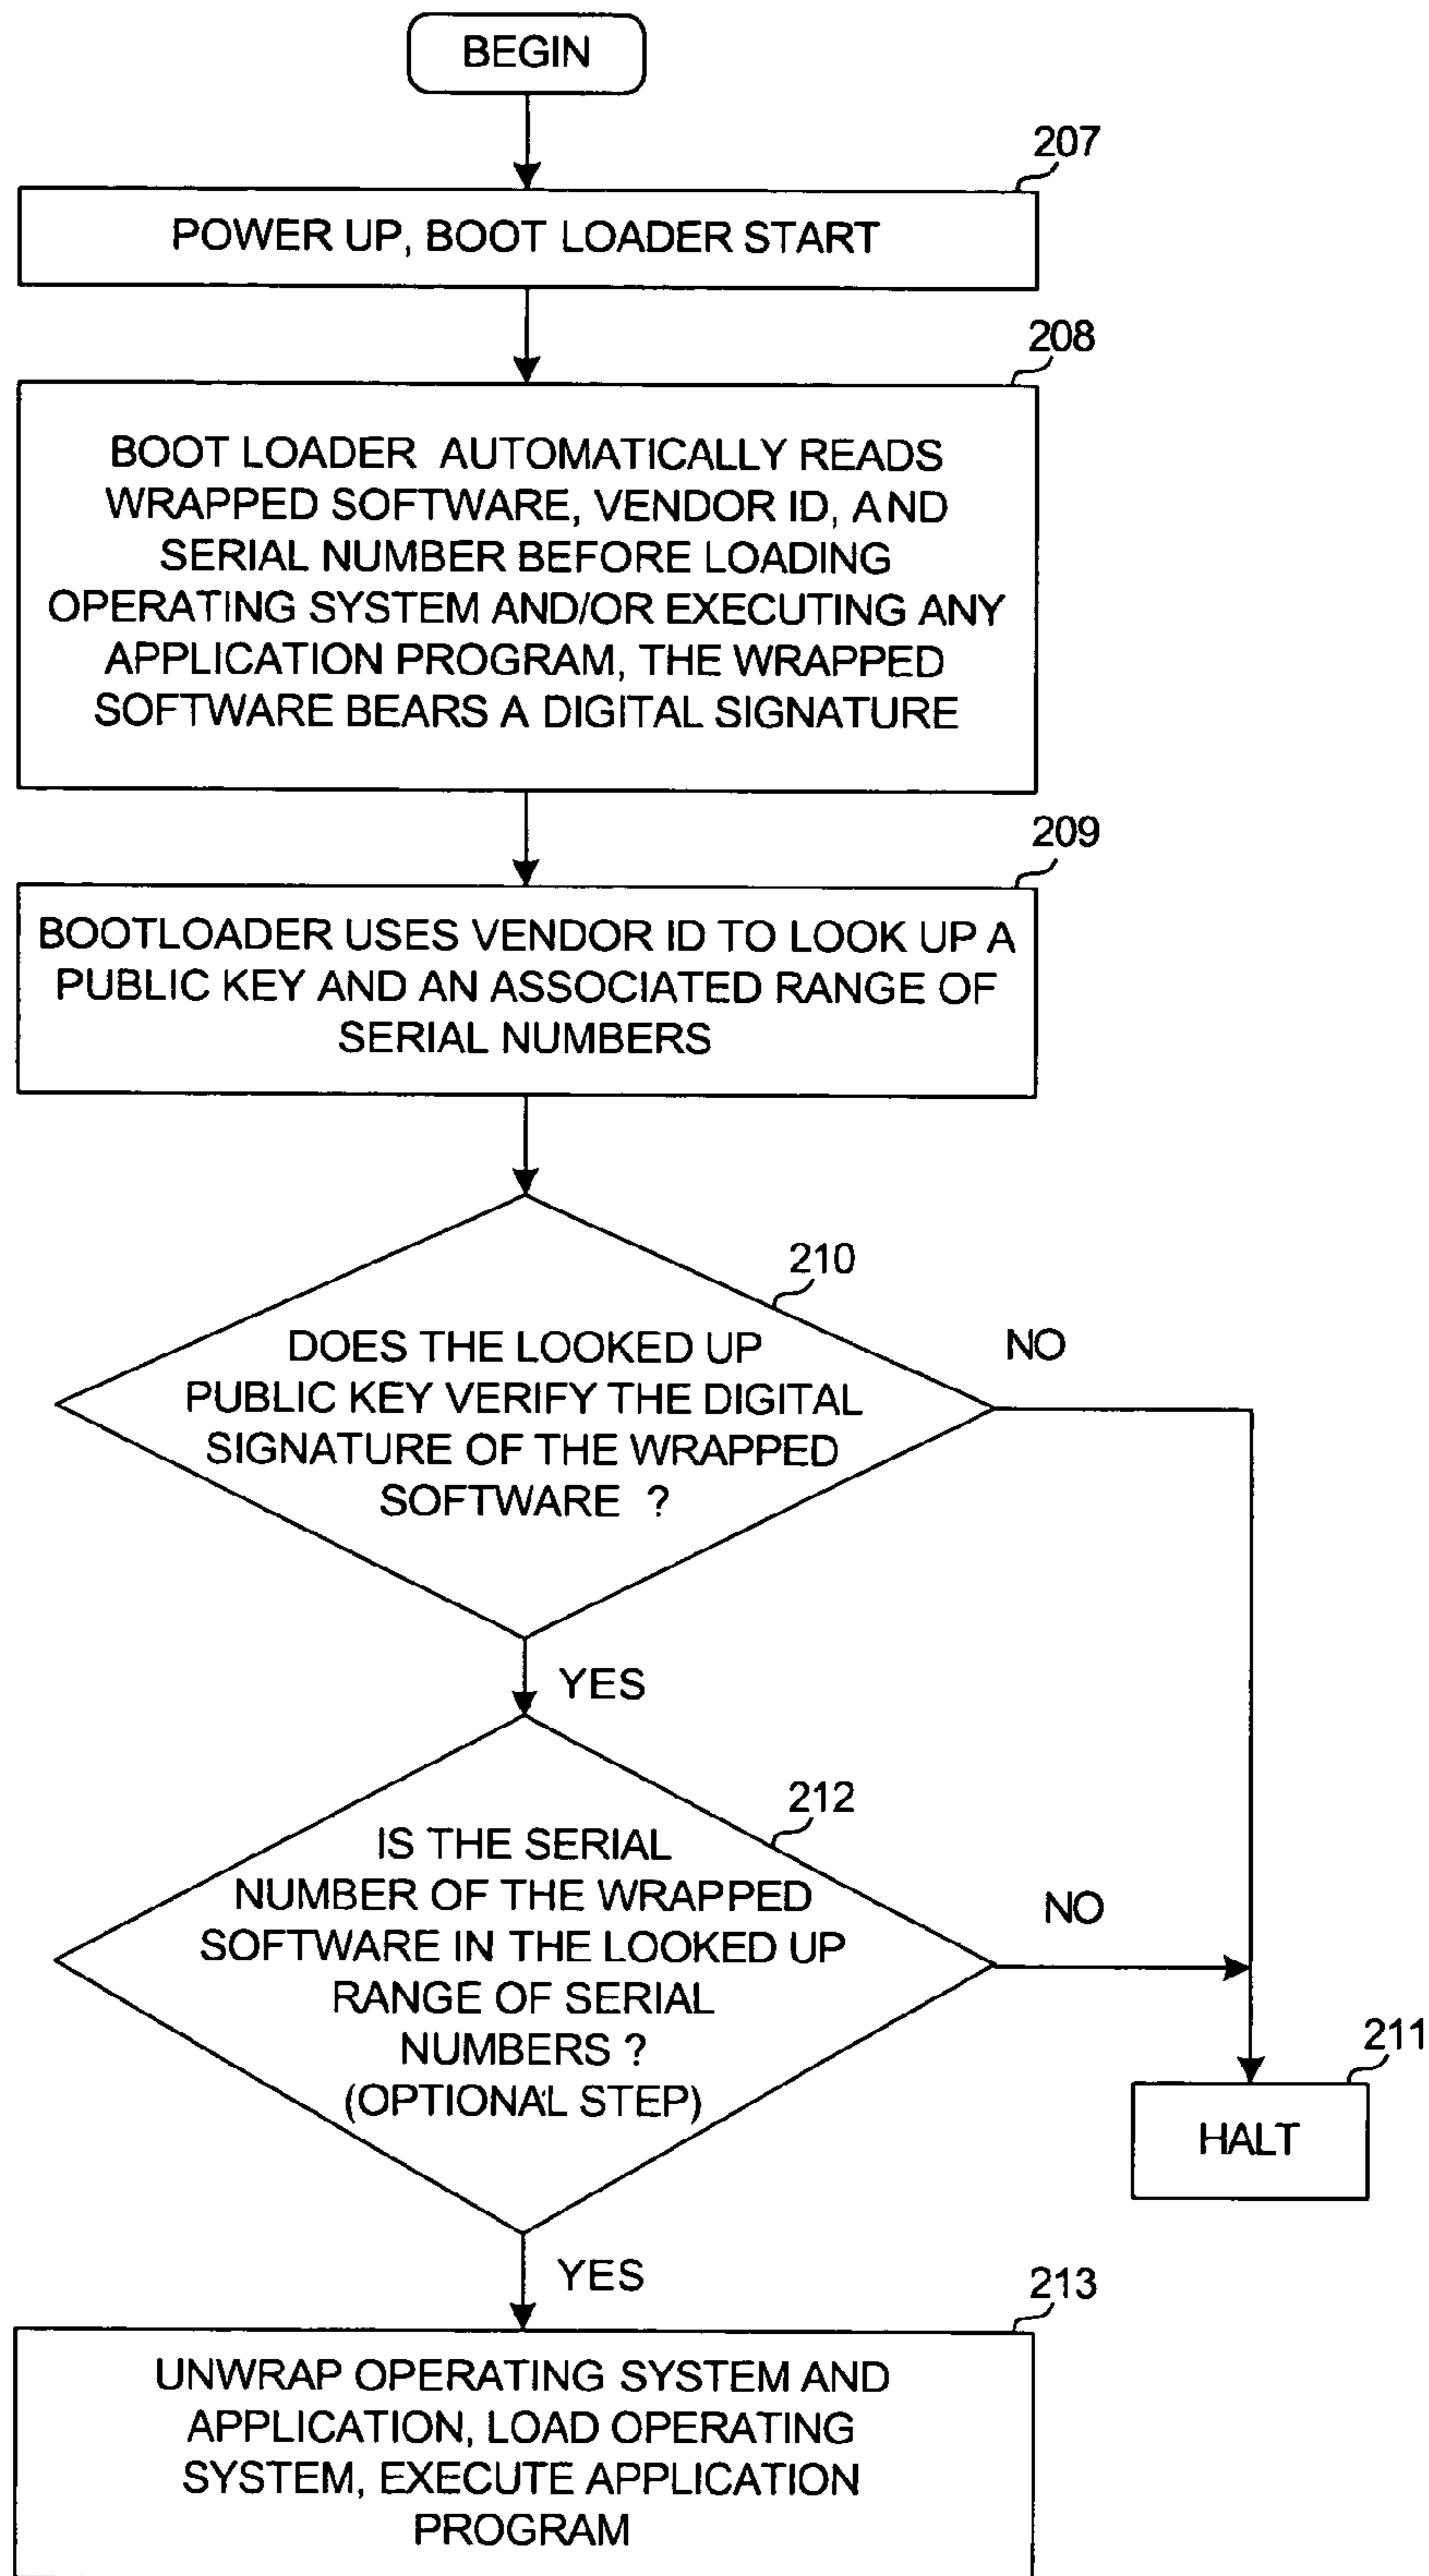 BEGIN
207
POWER UP, BOOT LOADER START
208
BOOT LOADER AUTOMATICALLY READS
WRAPPED SOFTWARE, VENDOR ID, AND
SERIAL NUMBER BEFORE LOADING
OPERATING SYSTEM AND/OR EXECUTING ANY
APPLICATION PROGRAM, THE WRAPPED
SOFTWARE BEARS A DIGITAL SIGNATURE
209
BOOTLOADER USES VENDOR ID TO LOOK UP A
PUBLIC KEY AND AN ASSOCIATED RANGE OF
SERIAL NUMBERS
210
DOES THE LOOKED UP
PUBLIC KEY VERIFY THE DIGITAL
SIGNATURE OF THE WRAPPED
SOFTWARE ?
NO
YES
212
IS THE SERIAL
NUMBER OF THE WRAPPED
SOFTWARE IN THE LOOKED UP
RANGE OF SERIAL
NUMBERS ?
(OPTIONAL STEP)
NO
211
HALT
YES
213
UNWRAP OPERATING SYSTEM AND
APPLICATION, LOAD OPERATING
SYSTEM, EXECUTE APPLICATION
PROGRAM